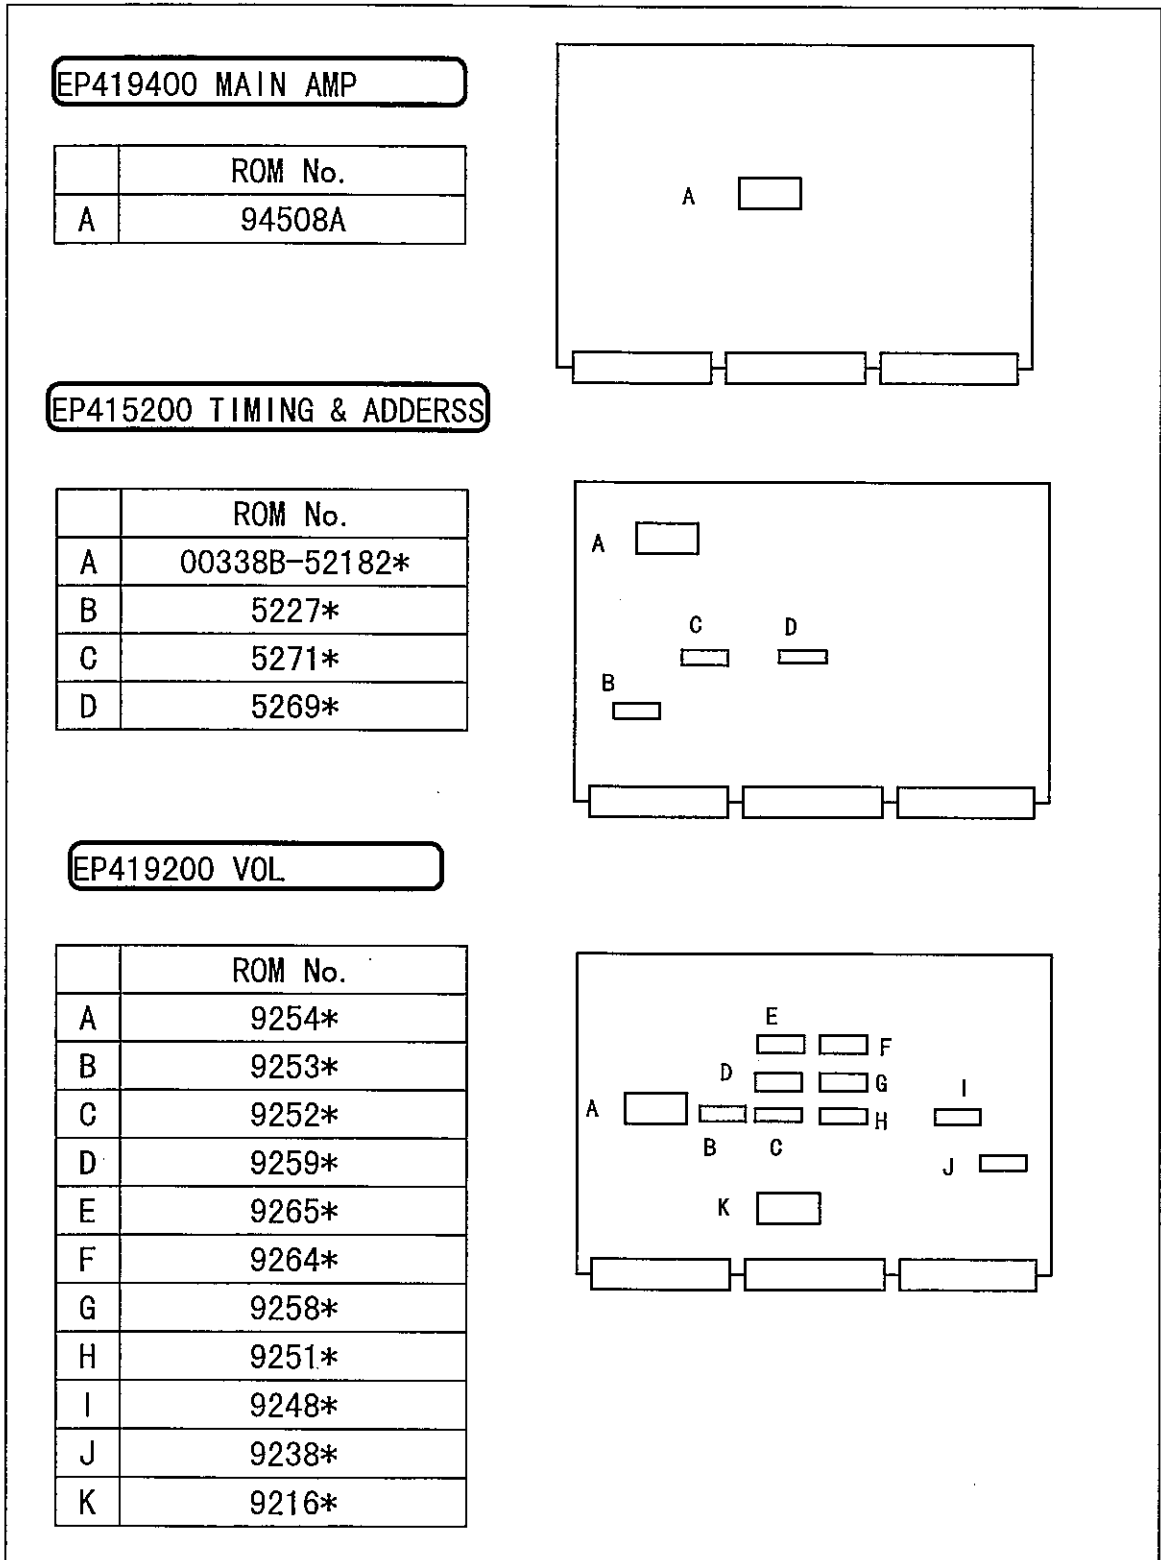 EP419400 MAIN AMP
ROM No.
A 94508A
A
EP415200 TIMING & ADDERSS
ROM No.
A 00338B-52182*
B 5227*
C 5271*
D 5269*
A
C D
B
EP419200 VOL
ROM No.
A 9254*
B 9253*
C 9252*
D 9259*
E 9265*
F 9264*
G 9258*
H 9251*
I 9248*
J 9238*
K 9216*
E
F
D
G
I
A
H
B C
J
K